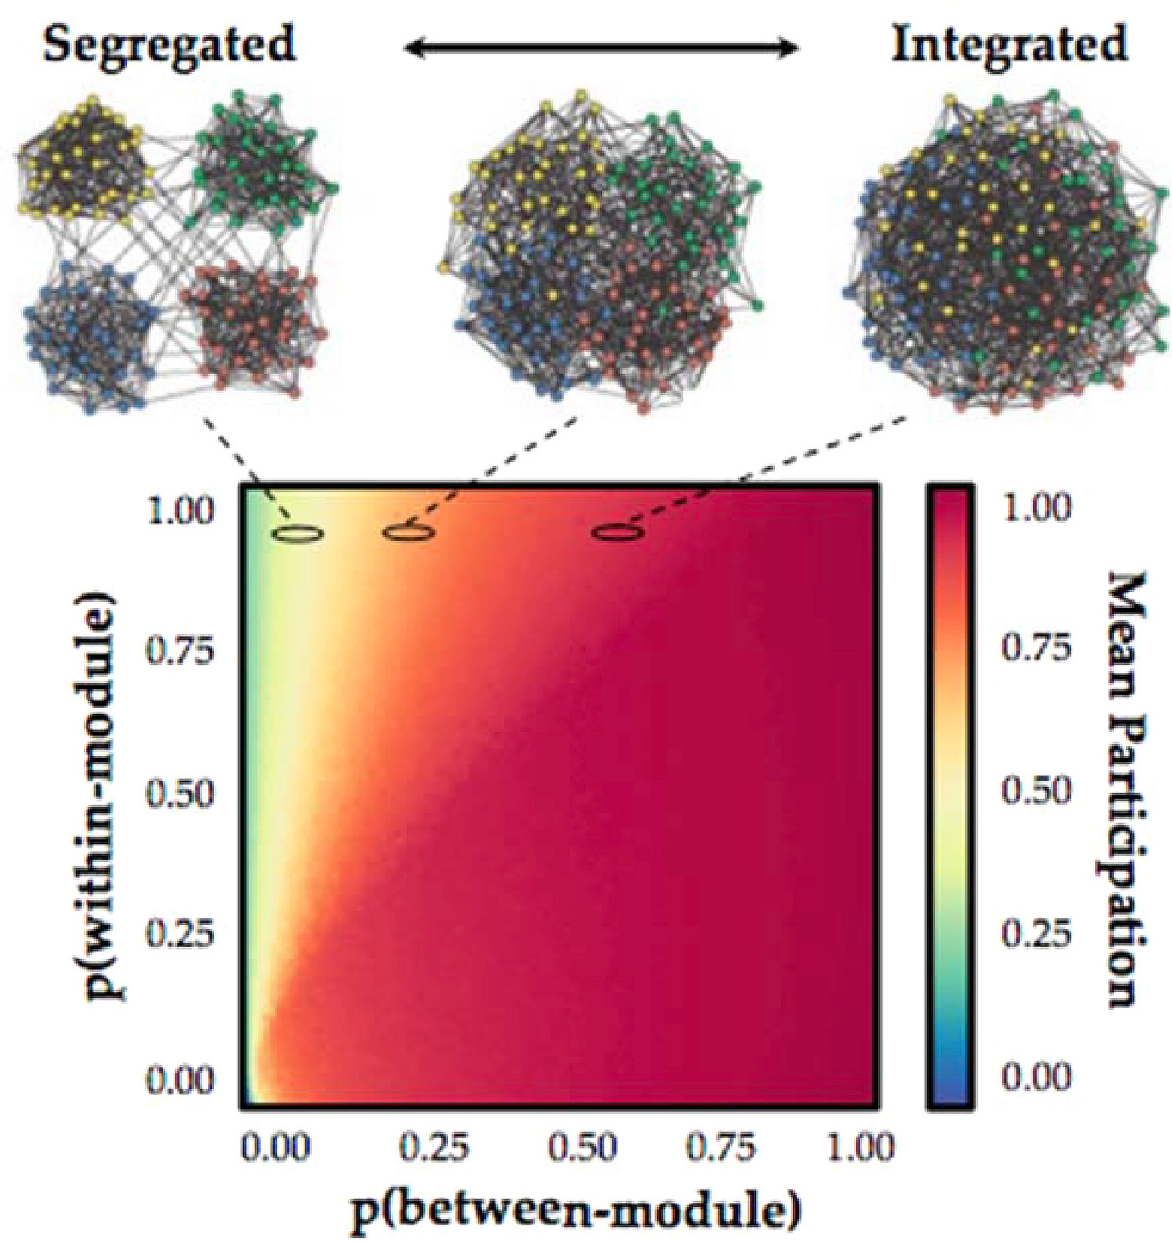 Segregated
Integrated
1.00
0.75
0.50
0.25
0.00
p(within-module)
0.00 0.25 0.50 0.75 1.00
p(between-module)
1.00
0.75
0.50
0.25
0.00
Mean Participation